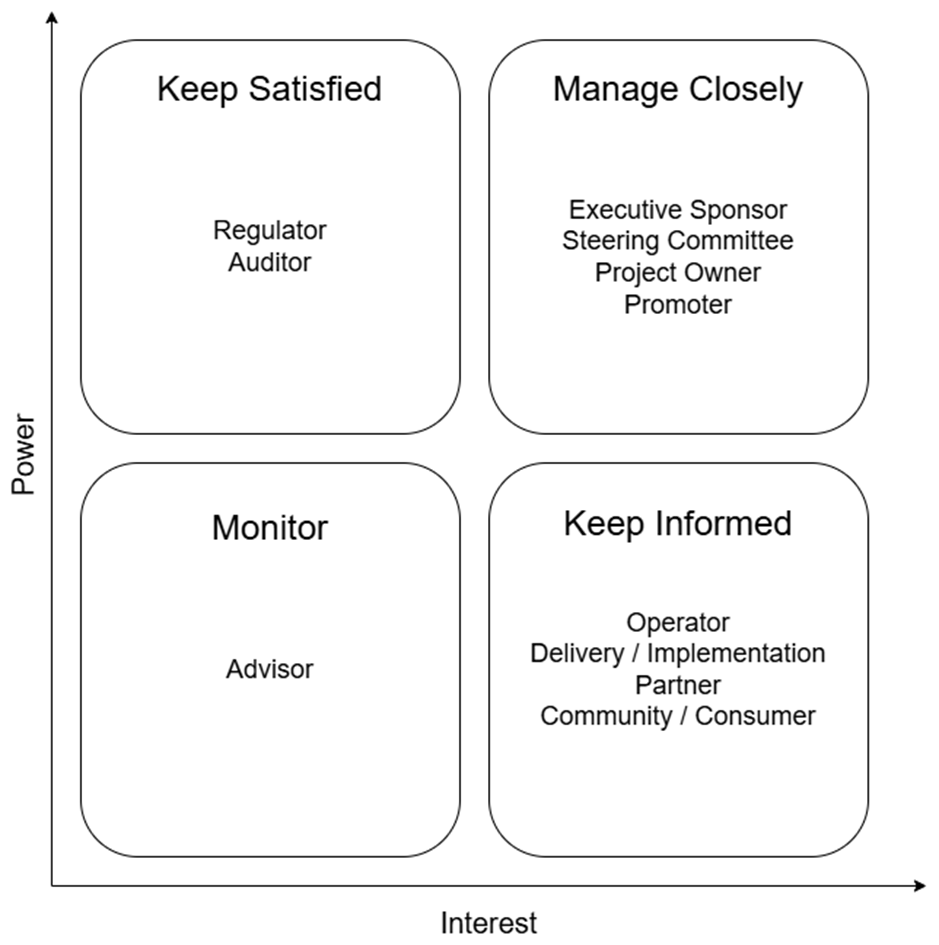 Keep Satisfied
Regulator
Auditor
Manage Closely
Executive Sponsor
Steering Committee
Project Owner
Promoter
Power
Monitor
Advisor
Keep Informed
Operator
Delivery / Implementation
Partner
Community / Consumer
Interest